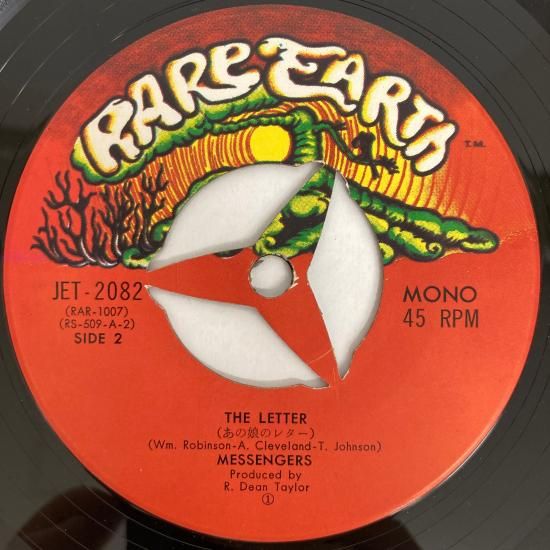 RARE EARTH
T.M.
JET-2082
(RAR-1007)
(RS-509-A-2)
SIDE 2
MONO
45 RPM
THE LETTER
(あの娘のレター)
(Wm. Robinson-A. Cleveland-T. Johnson)
MESSENGERS
Produced by
R. Dean Taylor
①